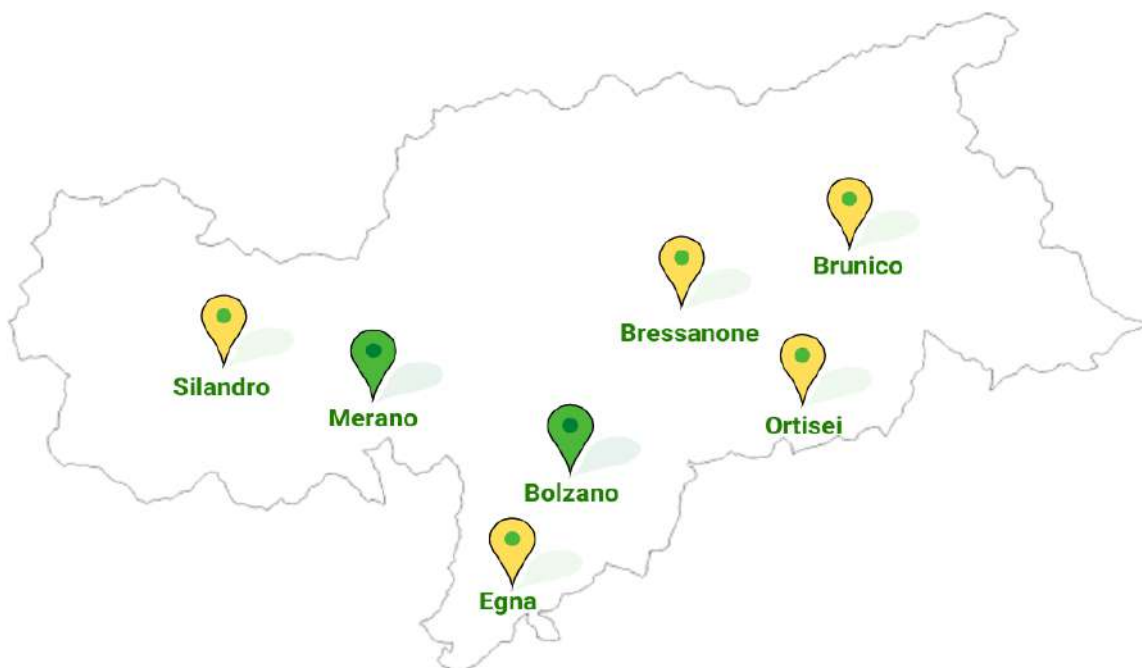 Brunico
Bressanone
Silandro
Merano
Ortisei
Bolzano
Egna